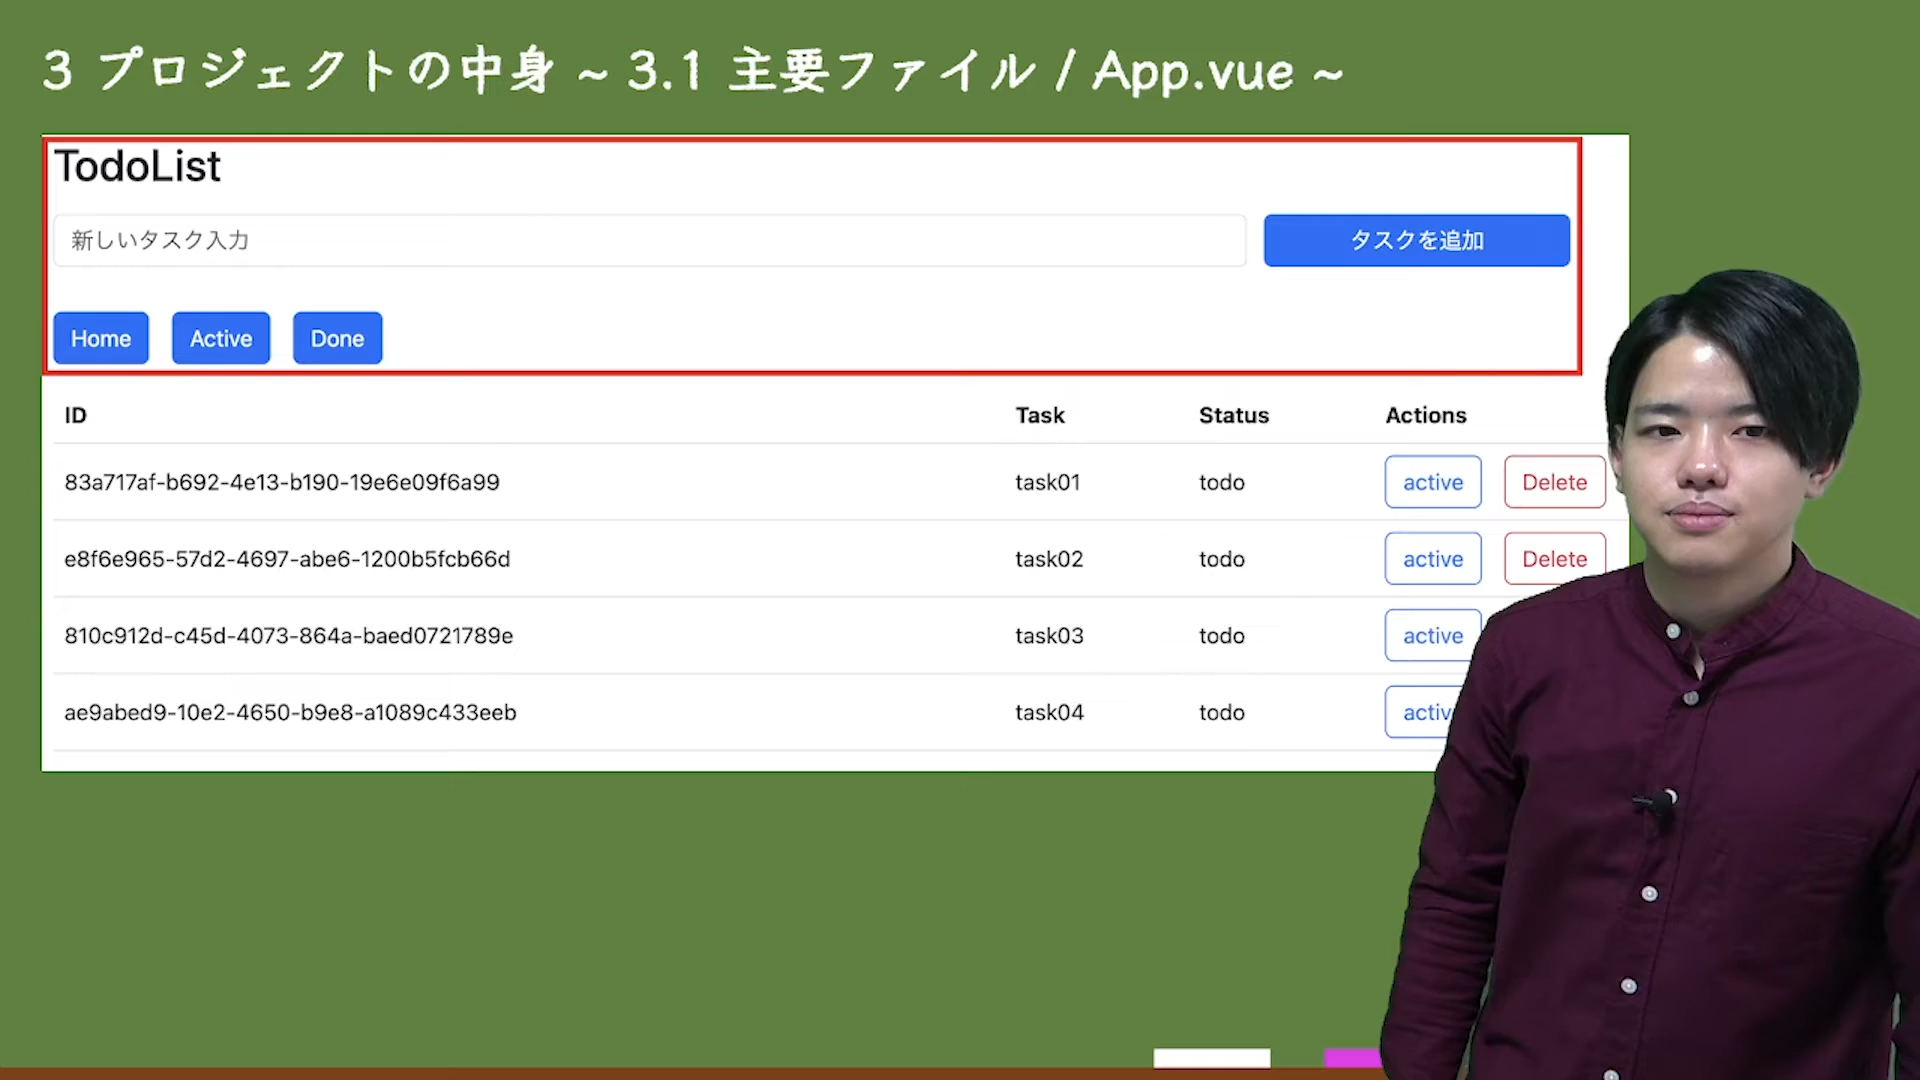 3 プロジェクトの中身 ~ 3.1 主要ファイル / App.vue ~
TodoList
新しいタスク入力 タスクを追加
Home Active Done
ID Task Status Actions
83a717af-b692-4e13-b190-19e6e09f6a99 task01 todo active Delete
e8f6e965-57d2-4697-abe6-1200b5fcb66d task02 todo active Delete
810c912d-c45d-4073-864a-baed0721789e task03 todo active
ae9abed9-10e2-4650-b9e8-a1089c433eeb task04 todo activ